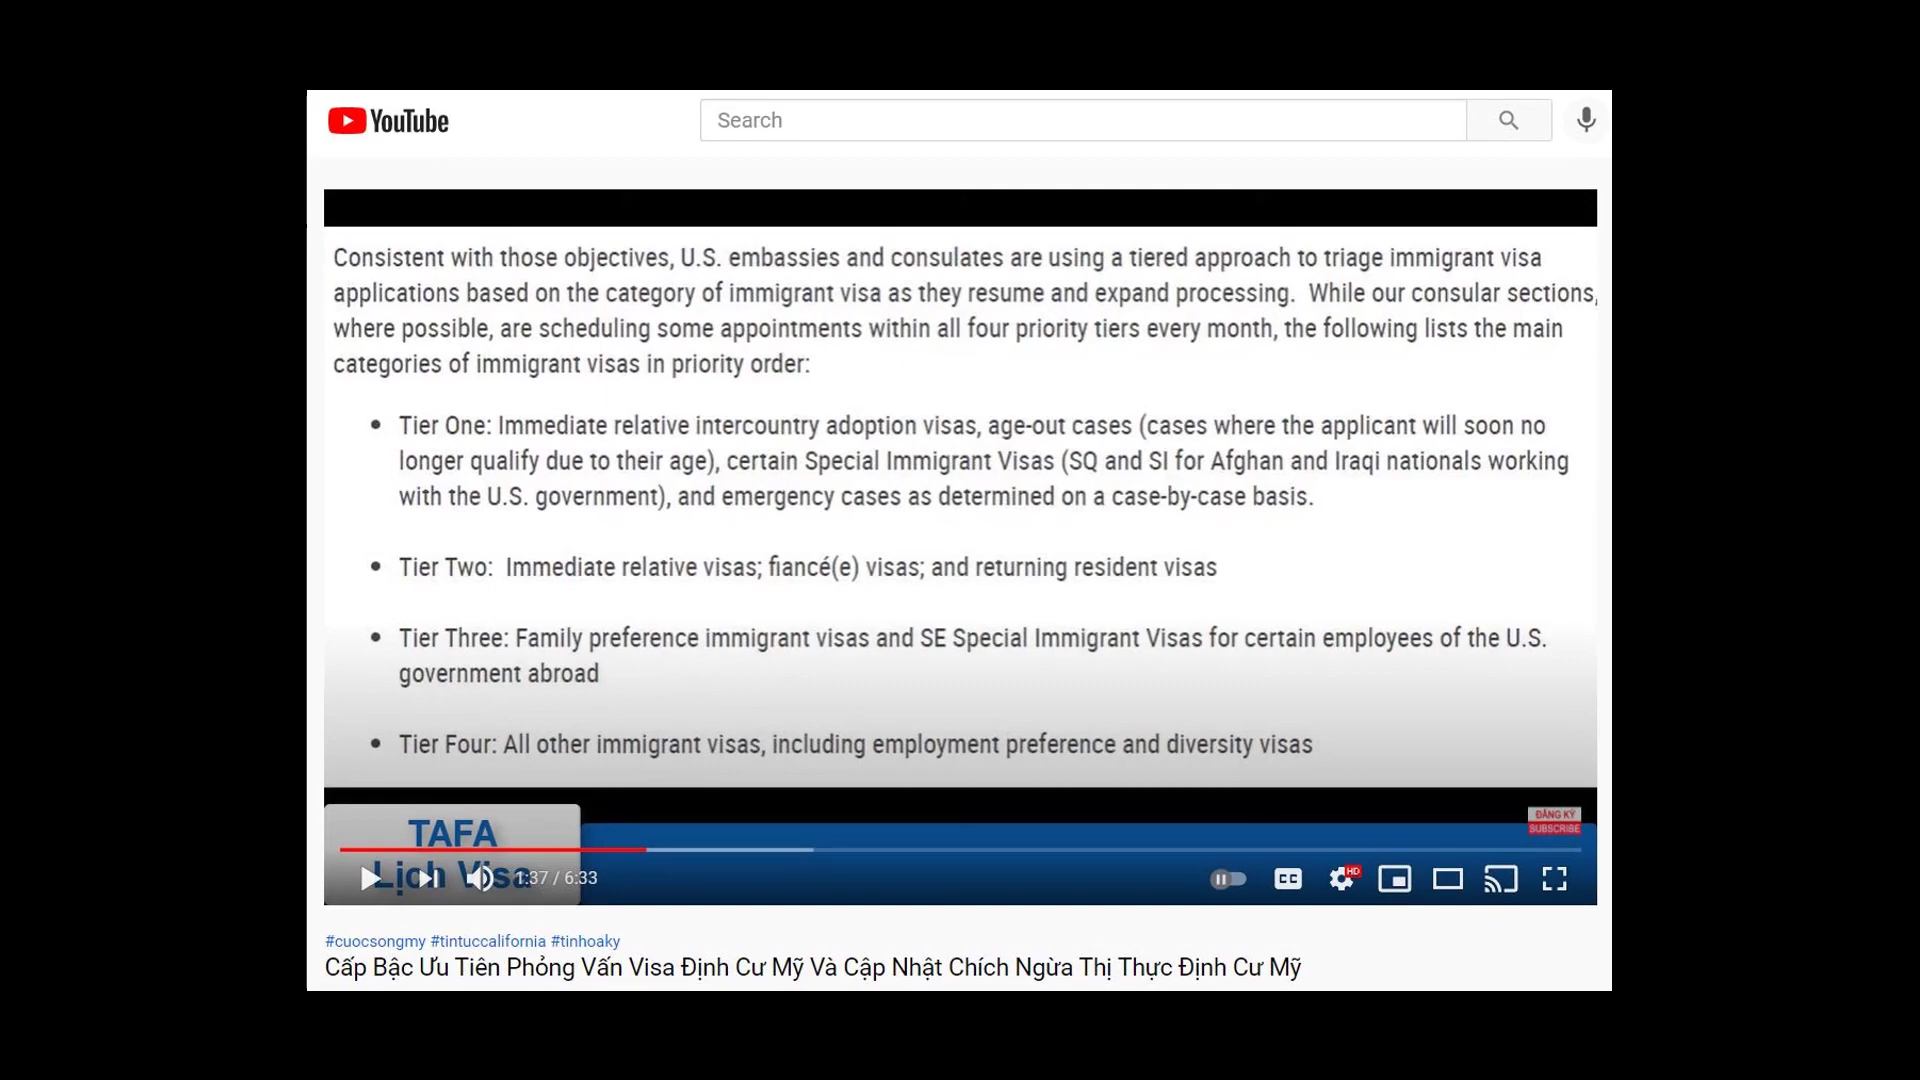 YouTube
Search
Consistent with those objectives, U.S. embassies and consulates are using a tiered approach to triage immigrant visa
applications based on the category of immigrant visa as they resume and expand processing.  While our consular sections,
where possible, are scheduling some appointments within all four priority tiers every month, the following lists the main
categories of immigrant visas in priority order:
• Tier One: Immediate relative intercountry adoption visas, age-out cases (cases where the applicant will soon no
longer qualify due to their age), certain Special Immigrant Visas (SQ and SI for Afghan and Iraqi nationals working
with the U.S. government), and emergency cases as determined on a case-by-case basis.
• Tier Two:  Immediate relative visas; fiancé(e) visas; and returning resident visas
• Tier Three: Family preference immigrant visas and SE Special Immigrant Visas for certain employees of the U.S.
government abroad
• Tier Four: All other immigrant visas, including employment preference and diversity visas
TAFA
Lịch Visa
ĐĂNG KÝ
SUBSCRIBE
1:37 / 6:33
CC
HD
#cuocsongmy #tintuccalifornia #tinhoaky
Cấp Bậc Ưu Tiên Phỏng Vấn Visa Định Cư Mỹ Và Cập Nhật Chích Ngừa Thị Thực Định Cư Mỹ